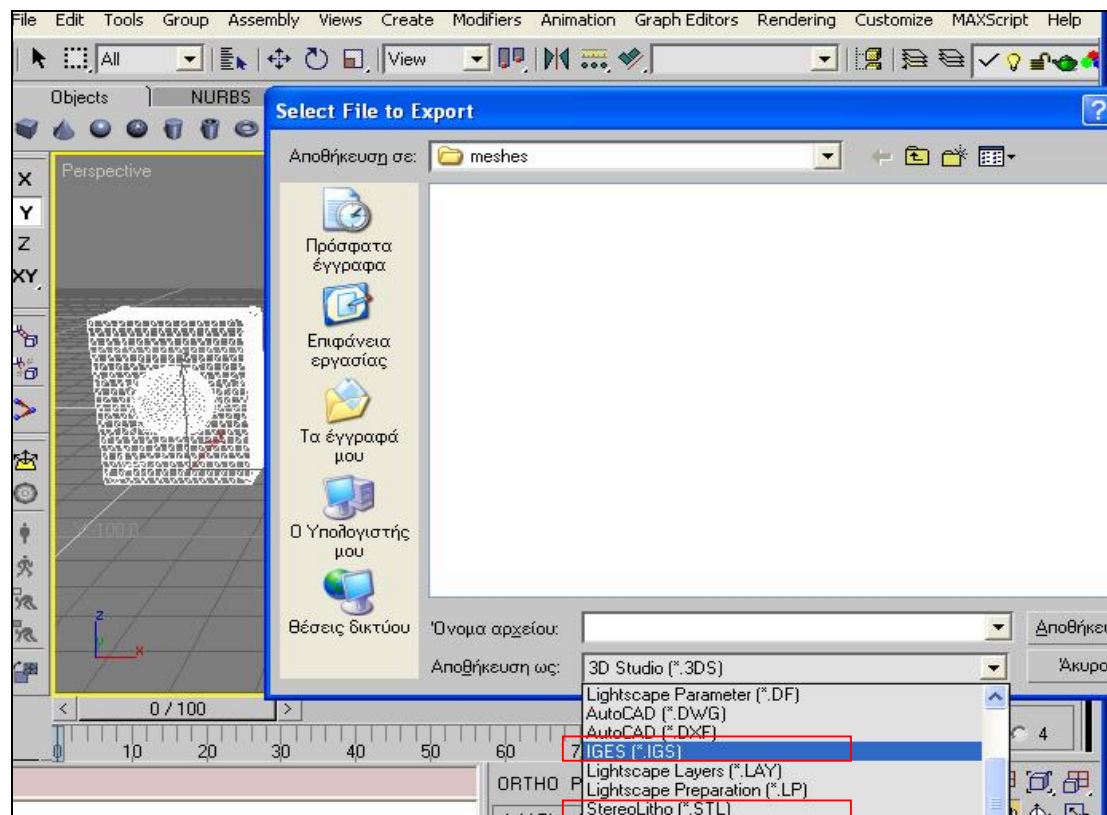 File Edit Tools Group Assembly Views Create Modifiers Animation Graph Editors Rendering Customize MAXScript Help
All View
Objects NURBS
Select File to Export ?
Αποθήκευση σε: meshes
Perspective
X
Y
Z
XY
Πρόσφατα
έγγραφα
Επιφάνεια
εργασίας
Τα έγγραφά
μου
Ο Υπολογιστής
μου
Θέσεις δικτύου
Όνομα αρχείου:
Αποθήκευση ως: 3D Studio (*.3DS)
Lightscape Parameter (*.DF)
AutoCAD (*.DWG)
AutoCAD (*.DXF)
IGES (*.IGS)
Lightscape Layers (*.LAY)
Lightscape Preparation (*.LP)
StereoLitho (*.STL)
z
x
< 0 / 100 >
4
0 10 20 30 40 50 60 7
ORTHO